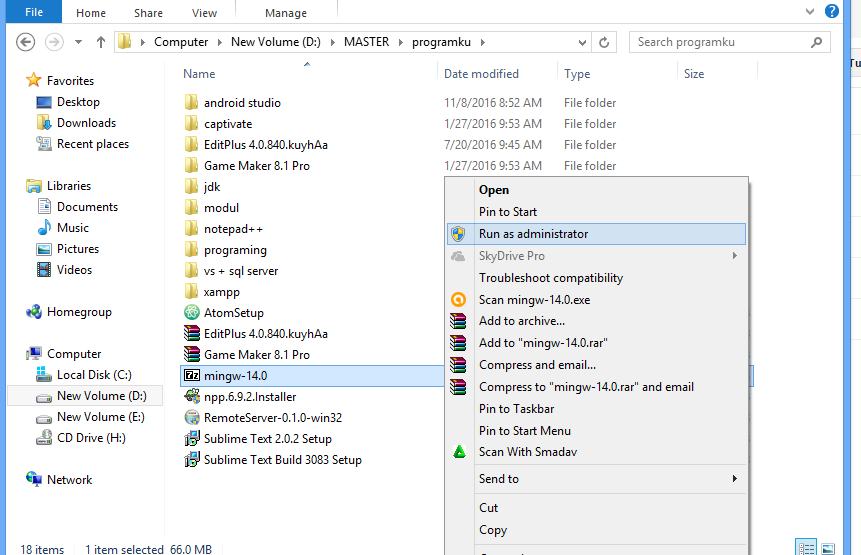 File Home Share View Manage
Computer New Volume (D:) MASTER programku Search programku
Name Date modified Type Size
Favorites
Desktop
Downloads
Recent places
Libraries
Documents
Music
Pictures
Videos
Homegroup
Computer
Local Disk (C:)
New Volume (D:)
New Volume (E:)
CD Drive (H:)
Network
android studio 11/8/2016 8:52 AM File folder
captivate 1/27/2016 9:53 AM File folder
EditPlus 4.0.840.kuyhAa 7/20/2016 9:45 AM File folder
Game Maker 8.1 Pro 1/27/2016 9:53 AM File folder
jdk
modul
notepad++
programing
vs + sql server
xampp
AtomSetup
EditPlus 4.0.840.kuyhAa
Game Maker 8.1 Pro
mingw-14.0
npp.6.9.2.Installer
RemoteServer-0.1.0-win32
Sublime Text 2.0.2 Setup
Sublime Text Build 3083 Setup
Open
Pin to Start
Run as administrator
SkyDrive Pro
Troubleshoot compatibility
Scan mingw-14.0.exe
Add to archive...
Add to "mingw-14.0.rar"
Compress and email...
Compress to "mingw-14.0.rar" and email
Pin to Taskbar
Pin to Start Menu
Scan With Smadav
Send to
Cut
Copy
18 items 1 item selected 66.0 MB